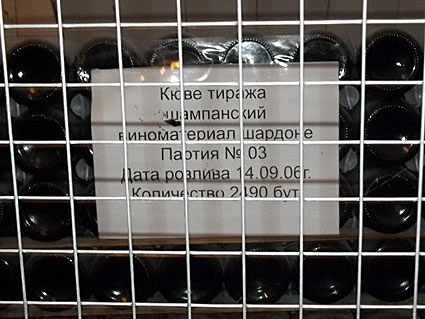 Кюве тиража
шампанский
виноматериал шардоне
Партия № 03
Дата розлива 14.09.06г.
Количество 2490 бут